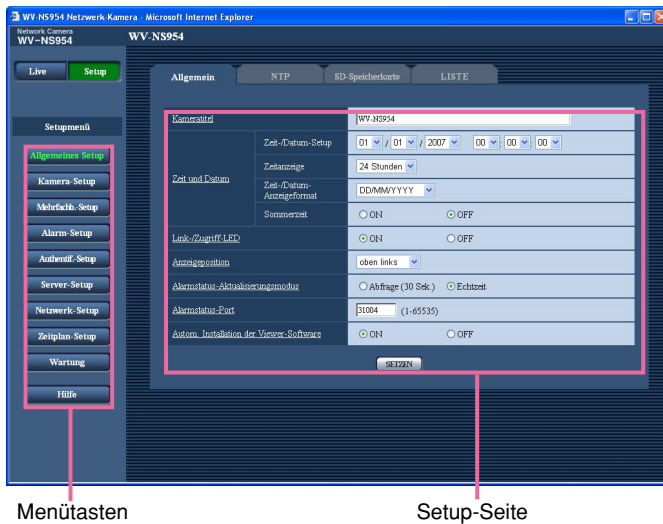 WV-NS954 Netzwerk-Kamera - Microsoft Internet Explorer
Network Camera
WV-NS954
WV-NS954
Live
Setup
Allgemein
NTP
SD-Speicherkarte
LISTE
Setupmenü
Allgemeines Setup
Kamera-Setup
Mehrfachb.-Setup
Alarm-Setup
Authentif.-Setup
Server-Setup
Netzwerk-Setup
Zeitplan-Setup
Wartung
Hilfe
Kameratitel WV-NS954
Zeit und Datum
Zeit-/Datum-Setup 01 / 01 / 2007 00 : 00 : 00
Zeitanzeige 24 Stunden
Zeit-/Datum-
Anzeigeformat DD/MM/YYYY
Sommerzeit ON OFF
Link-/Zugriff-LED ON OFF
Anzeigeposition oben links
Alarmstatus-Aktualisierungsmodus Abfrage (30 Sek.) Echtzeit
Alarmstatus-Port 31004 (1-65535)
Autom. Installation der Viewer-Software ON OFF
SETZEN
Menütasten
Setup-Seite